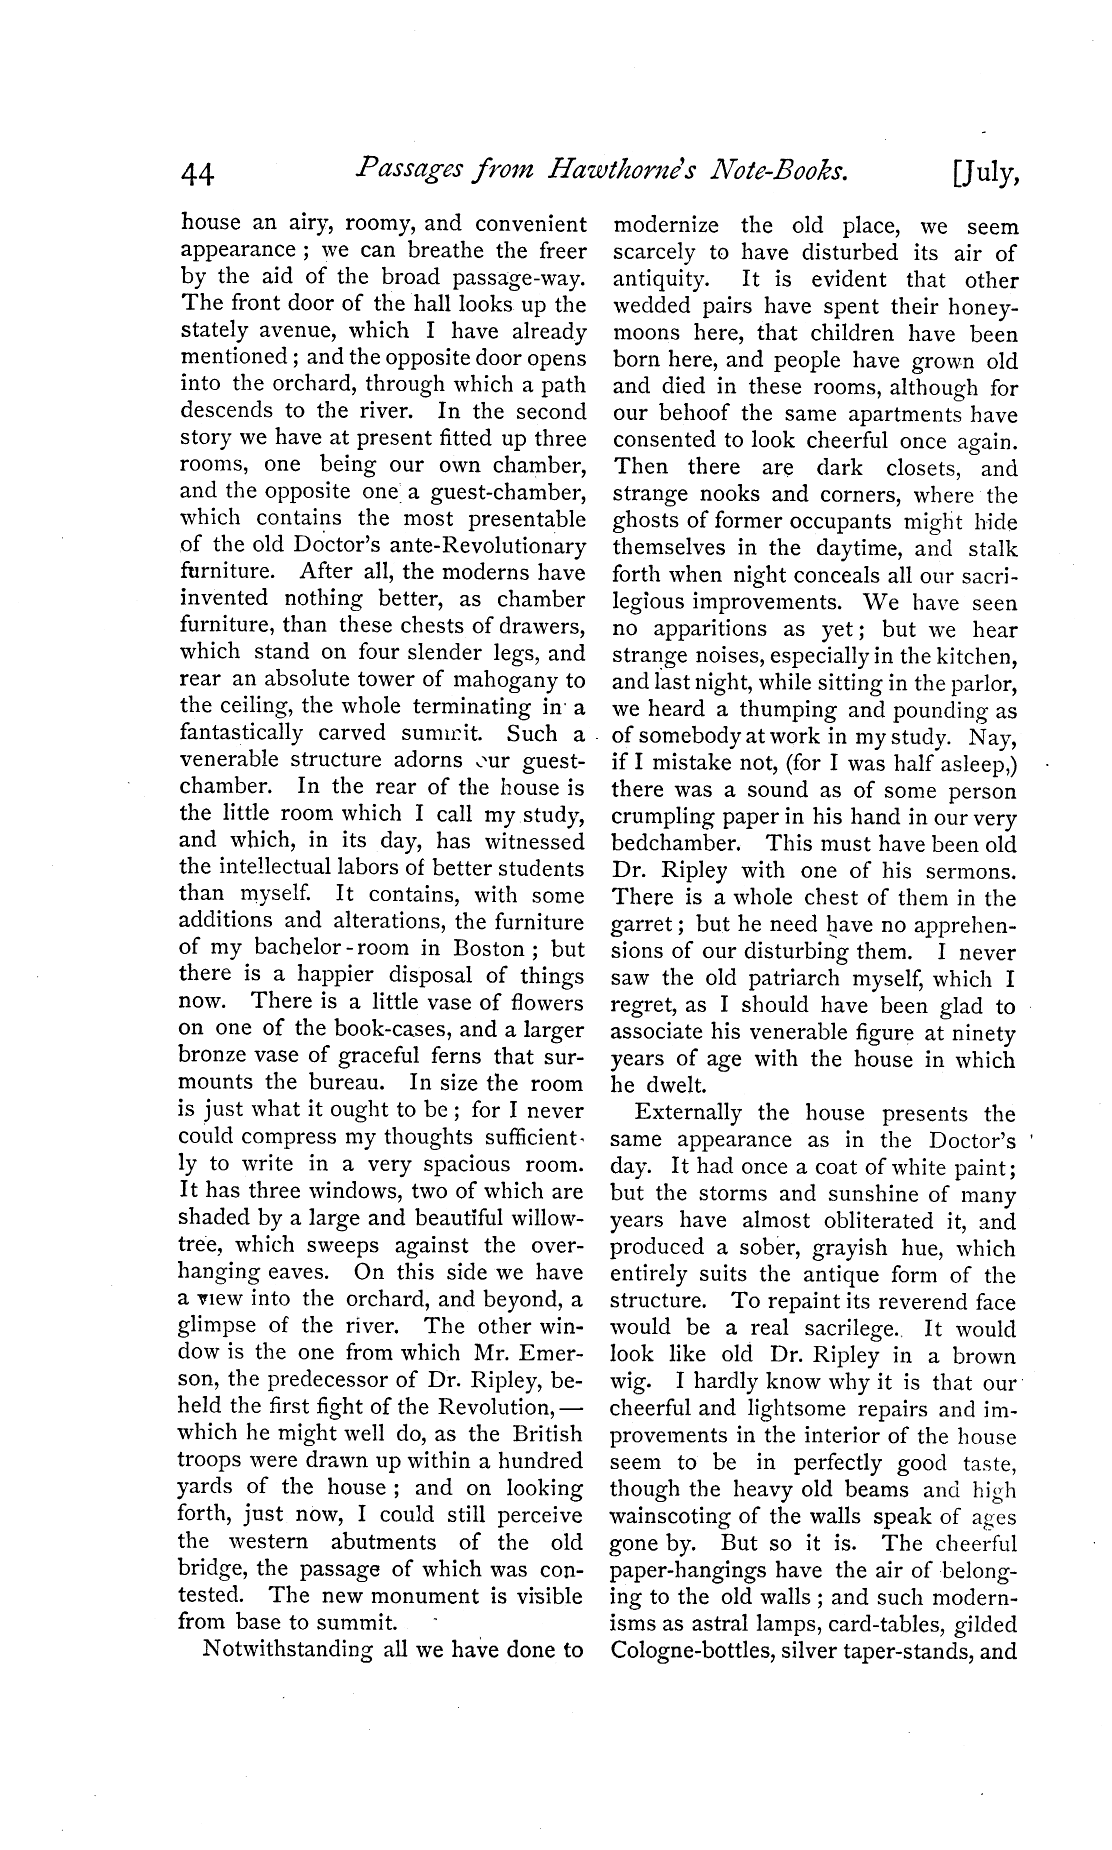 44 Passages from Hawthorne's Note-Books. [July,
house an airy, roomy, and convenient
appearance ; we can breathe the freer
by the aid of the broad passage-way.
The front door of the hall looks up the
stately avenue, which I have already
mentioned ; and the opposite door opens
into the orchard, through which a path
descends to the river. In the second
story we have at present fitted up three
rooms, one being our own chamber,
and the opposite one a guest-chamber,
which contains the most presentable
of the old Doctor's ante-Revolutionary
furniture. After all, the moderns have
invented nothing better, as chamber
furniture, than these chests of drawers,
which stand on four slender legs, and
rear an absolute tower of mahogany to
the ceiling, the whole terminating in a
fantastically carved summit. Such a
venerable structure adorns our guest-
chamber. In the rear of the house is
the little room which I call my study,
and which, in its day, has witnessed
the intellectual labors of better students
than myself. It contains, with some
additions and alterations, the furniture
of my bachelor-room in Boston ; but
there is a happier disposal of things
now. There is a little vase of flowers
on one of the book-cases, and a larger
bronze vase of graceful ferns that sur-
mounts the bureau. In size the room
is just what it ought to be ; for I never
could compress my thoughts sufficient-
ly to write in a very spacious room.
It has three windows, two of which are
shaded by a large and beautiful willow-
tree, which sweeps against the over-
hanging eaves. On this side we have
a view into the orchard, and beyond, a
glimpse of the river. The other win-
dow is the one from which Mr. Emer-
son, the predecessor of Dr. Ripley, be-
held the first fight of the Revolution, —
which he might well do, as the British
troops were drawn up within a hundred
yards of the house ; and on looking
forth, just now, I could still perceive
the western abutments of the old
bridge, the passage of which was con-
tested. The new monument is visible
from base to summit.
Notwithstanding all we have done to
modernize the old place, we seem
scarcely to have disturbed its air of
antiquity. It is evident that other
wedded pairs have spent their honey-
moons here, that children have been
born here, and people have grown old
and died in these rooms, although for
our behoof the same apartments have
consented to look cheerful once again.
Then there are dark closets, and
strange nooks and corners, where the
ghosts of former occupants might hide
themselves in the daytime, and stalk
forth when night conceals all our sacri-
legious improvements. We have seen
no apparitions as yet ; but we hear
strange noises, especially in the kitchen,
and last night, while sitting in the parlor,
we heard a thumping and pounding as
of somebody at work in my study. Nay,
if I mistake not, (for I was half asleep,)
there was a sound as of some person
crumpling paper in his hand in our very
bedchamber. This must have been old
Dr. Ripley with one of his sermons.
There is a whole chest of them in the
garret ; but he need have no apprehen-
sions of our disturbing them. I never
saw the old patriarch myself, which I
regret, as I should have been glad to
associate his venerable figure at ninety
years of age with the house in which
he dwelt.
Externally the house presents the
same appearance as in the Doctor's
day. It had once a coat of white paint ;
but the storms and sunshine of many
years have almost obliterated it, and
produced a sober, grayish hue, which
entirely suits the antique form of the
structure. To repaint its reverend face
would be a real sacrilege. It would
look like old Dr. Ripley in a brown
wig. I hardly know why it is that our
cheerful and lightsome repairs and im-
provements in the interior of the house
seem to be in perfectly good taste,
though the heavy old beams and high
wainscoting of the walls speak of ages
gone by. But so it is. The cheerful
paper-hangings have the air of belong-
ing to the old walls ; and such modern-
isms as astral lamps, card-tables, gilded
Cologne-bottles, silver taper-stands, and